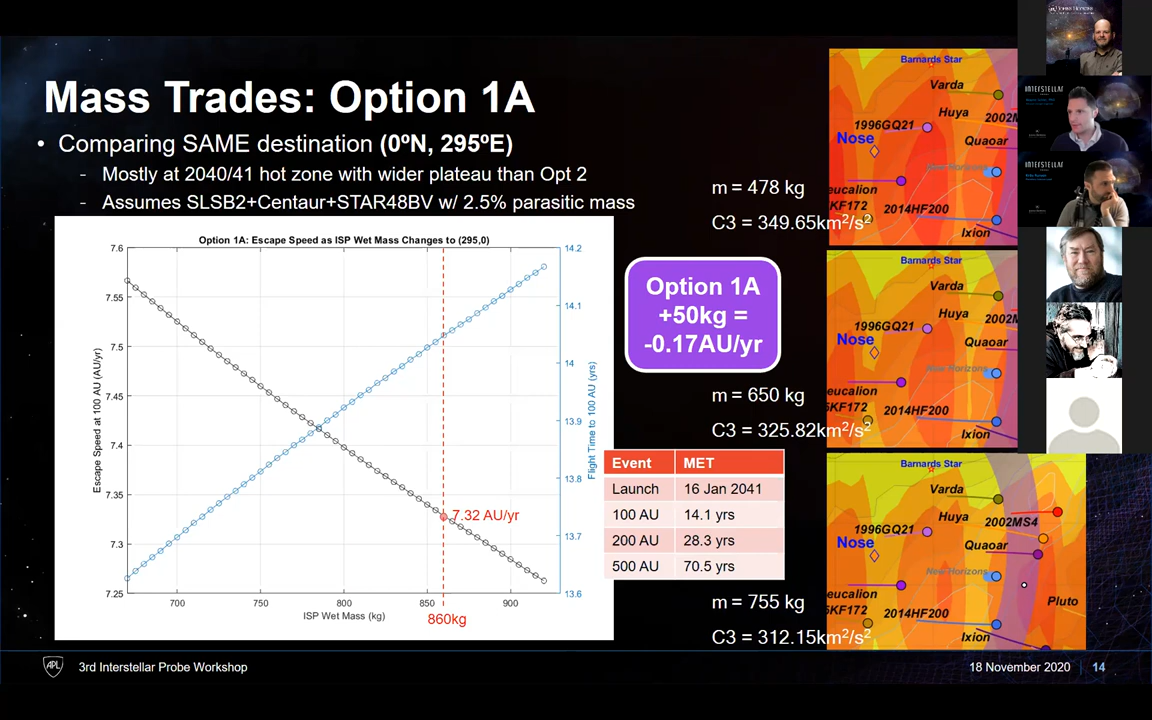 Mass Trades: Option 1A
• Comparing SAME destination (0ºN, 295ºE)
- Mostly at 2040/41 hot zone with wider plateau than Opt 2
- Assumes SLSB2+Centaur+STAR48BV w/ 2.5% parasitic mass
Option 1A: Escape Speed as ISP Wet Mass Changes to (295,0)
Escape Speed at 100 AU (AU/yr)
7.6
7.55
7.5
7.45
7.4
7.35
7.3
7.25
700
750
800
850
900
ISP Wet Mass (kg)
860kg
7.32 AU/yr
14.2
14.1
14
13.9
13.8
13.7
13.6
Flight Time to 100 AU (yrs)
Option 1A
+50kg =
-0.17AU/yr
m = 478 kg
C3 = 349.65km²/s²
m = 650 kg
C3 = 325.82km²/s²
Event MET
Launch 16 Jan 2041
100 AU 14.1 yrs
200 AU 28.3 yrs
500 AU 70.5 yrs
m = 755 kg
C3 = 312.15km²/s²
Barnards Star
Varda
Huya
2002M
1996GQ21
Nose
Quaoar
New Horizons
eucalion
KF172
2014HF200
Ixion
Barnards Star
Varda
Huya
2002M
1996GQ21
Nose
Quaoar
New Horizons
eucalion
6KF172
2014HF200
Ixion
Barnards Star
Varda
Huya
2002MS4
1996GQ21
Nose
Quaoar
New Horizons
eucalion
6KF172
2014HF200
Pluto
Ixion
INTERSTELLAR
INTERSTELLAR
APL
3rd Interstellar Probe Workshop
18 November 2020 | 14